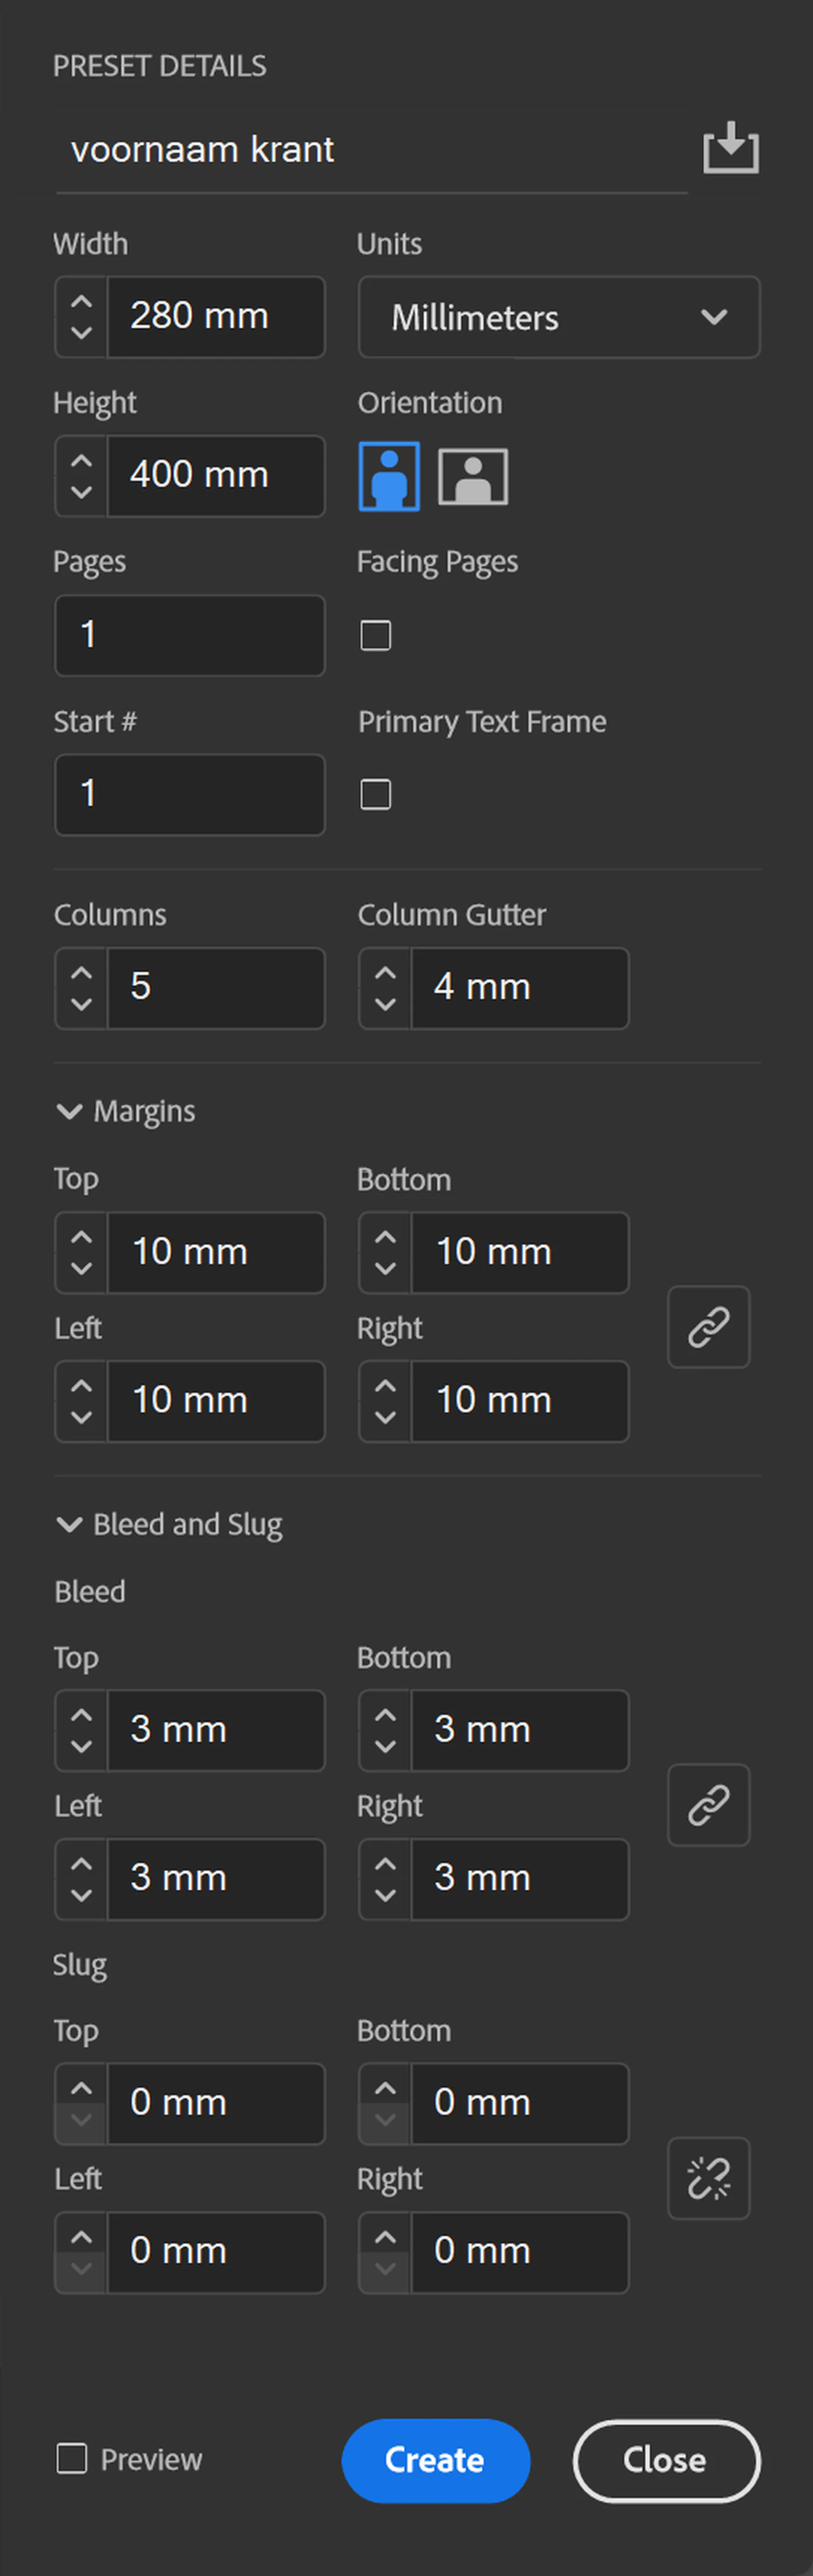 PRESET DETAILS
voornaam krant
Width Units
280 mm Millimeters
Height Orientation
400 mm
Pages Facing Pages
1
Start # Primary Text Frame
1
Columns Column Gutter
5 4 mm
Margins
Top Bottom
10 mm 10 mm
Left Right
10 mm 10 mm
Bleed and Slug
Bleed
Top Bottom
3 mm 3 mm
Left Right
3 mm 3 mm
Slug
Top Bottom
0 mm 0 mm
Left Right
0 mm 0 mm
Preview Create Close